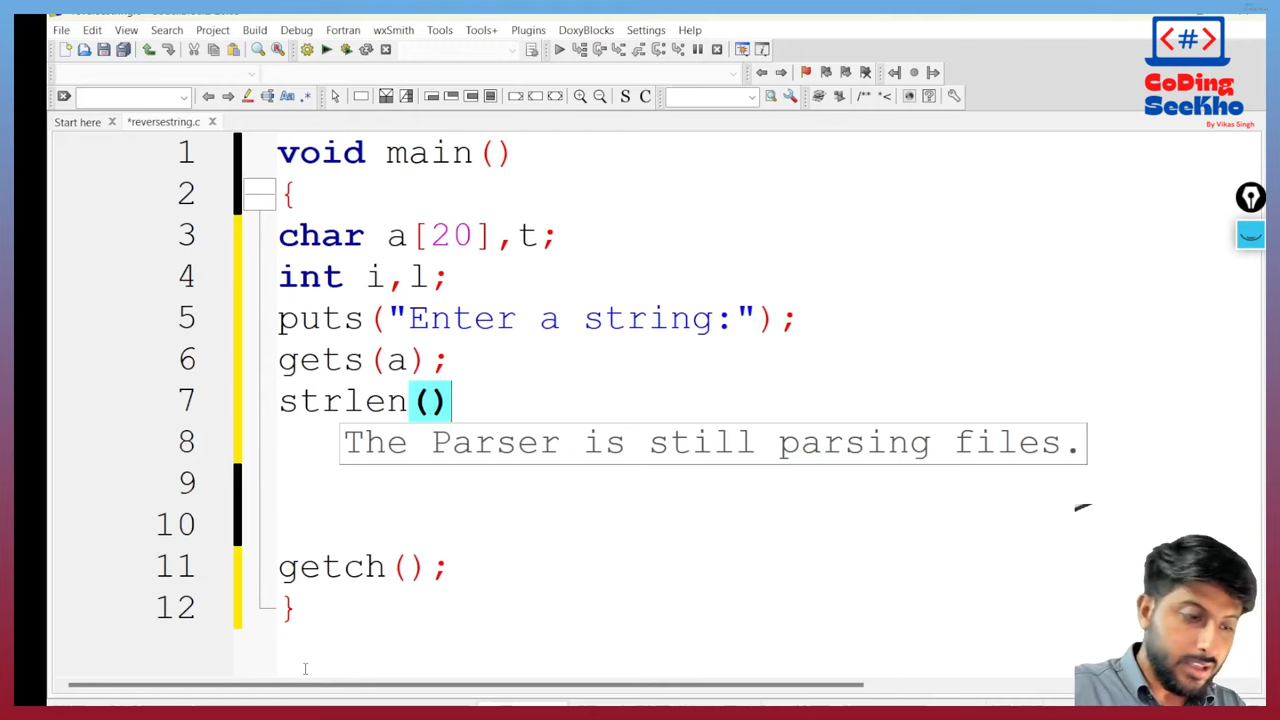 File Edit View Search Project Build Debug Fortran wxSmith Tools Tools+ Plugins DoxyBlocks Settings Help
<#>
CoDing
SeeKho
By Vikas Singh
S C
/** *<
Start here *reversestring.c
1 void main()
2 {
3 char a[20],t;
4 int i,l;
5 puts("Enter a string:");
6 gets(a);
7 strlen()
8 The Parser is still parsing files.
9
10
11 getch();
12 }